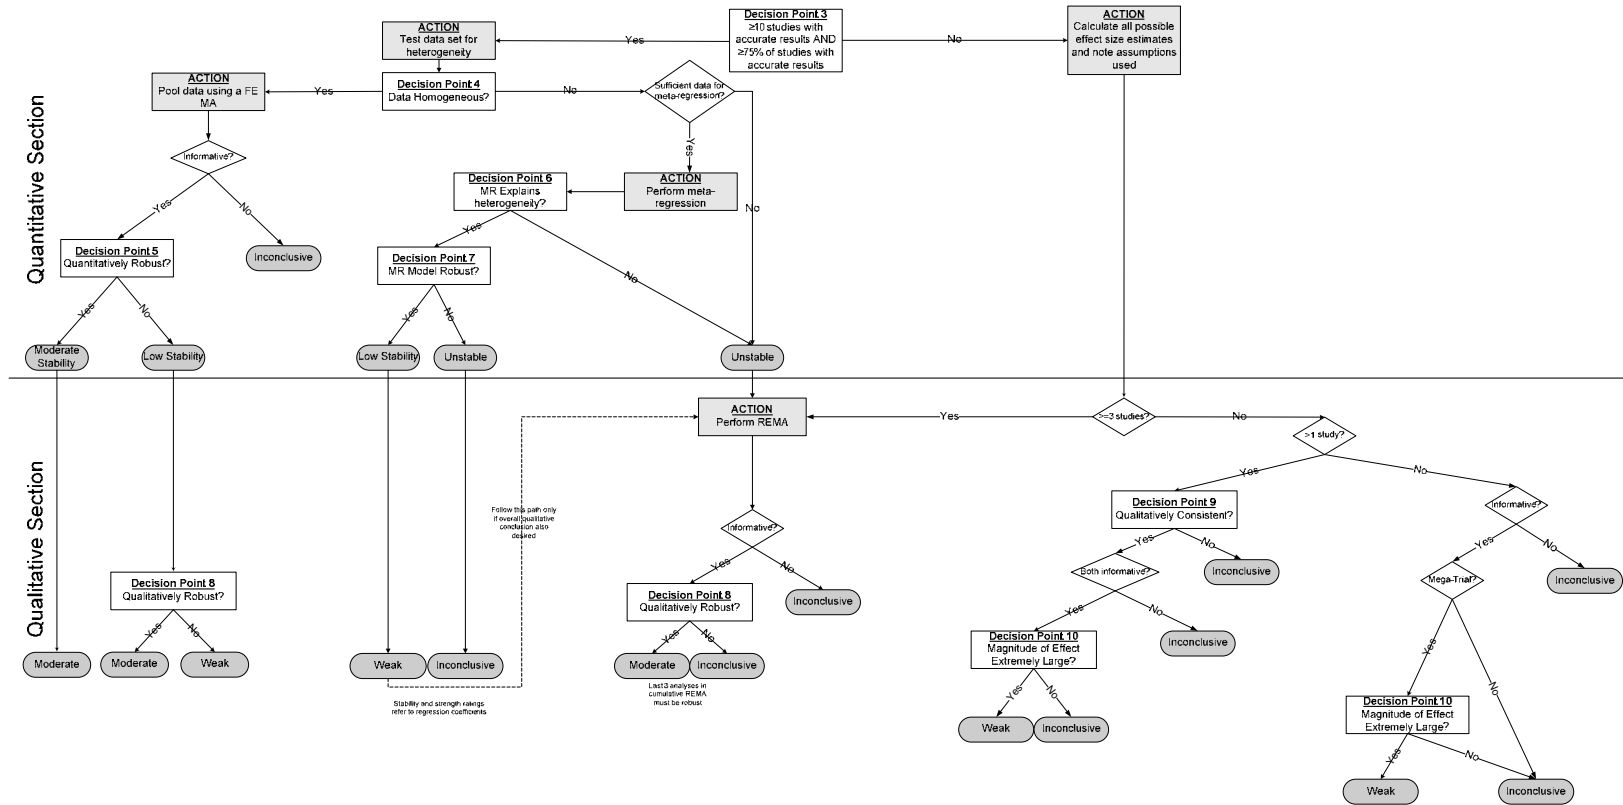 Quantitative Section
Qualitative Section
ACTION
Test data set for
heterogeneity
Yes
Decision Point 3
≥10 studies with
accurate results AND
≥75% of studies with
accurate results
No
ACTION
Calculate all possible
effect size estimates
and note assumptions
used
ACTION
Pool data using a FE
MA
Yes
Decision Point 4
Data Homogeneous?
No
Sufficient data for
meta-regression?
Yes
No
Informative?
Yes
No
Decision Point 6
MR Explains
heterogeneity?
ACTION
Perform meta-
regression
Yes
No
Decision Point 5
Quantitatively Robust?
Inconclusive
Decision Point 7
MR Model Robust?
Yes
No
Yes
No
Moderate
Stability
Low Stability
Low Stability
Unstable
Unstable
ACTION
Perform REMA
Yes
>=3 studies?
No
>1 study?
Yes
No
Follow this path only
if overall qualitative
conclusion also
desired
Informative?
Yes
No
Decision Point 9
Qualitatively Consistent?
Informative?
Yes
No
Yes
No
Decision Point 8
Qualitatively Robust?
Decision Point 8
Qualitatively Robust?
Inconclusive
Both informative?
Inconclusive
Mega-Trial?
Inconclusive
Yes
No
Yes
No
Yes
No
Yes
No
Decision Point 10
Magnitude of Effect
Extremely Large?
Inconclusive
Moderate
Moderate
Weak
Weak
Inconclusive
Moderate
Inconclusive
Last 3 analyses in
cumulative REMA
must be robust
Stability and strength ratings
refer to regression coefficients
Yes
No
Decision Point 10
Magnitude of Effect
Extremely Large?
Weak
Inconclusive
Yes
No
Weak
Inconclusive